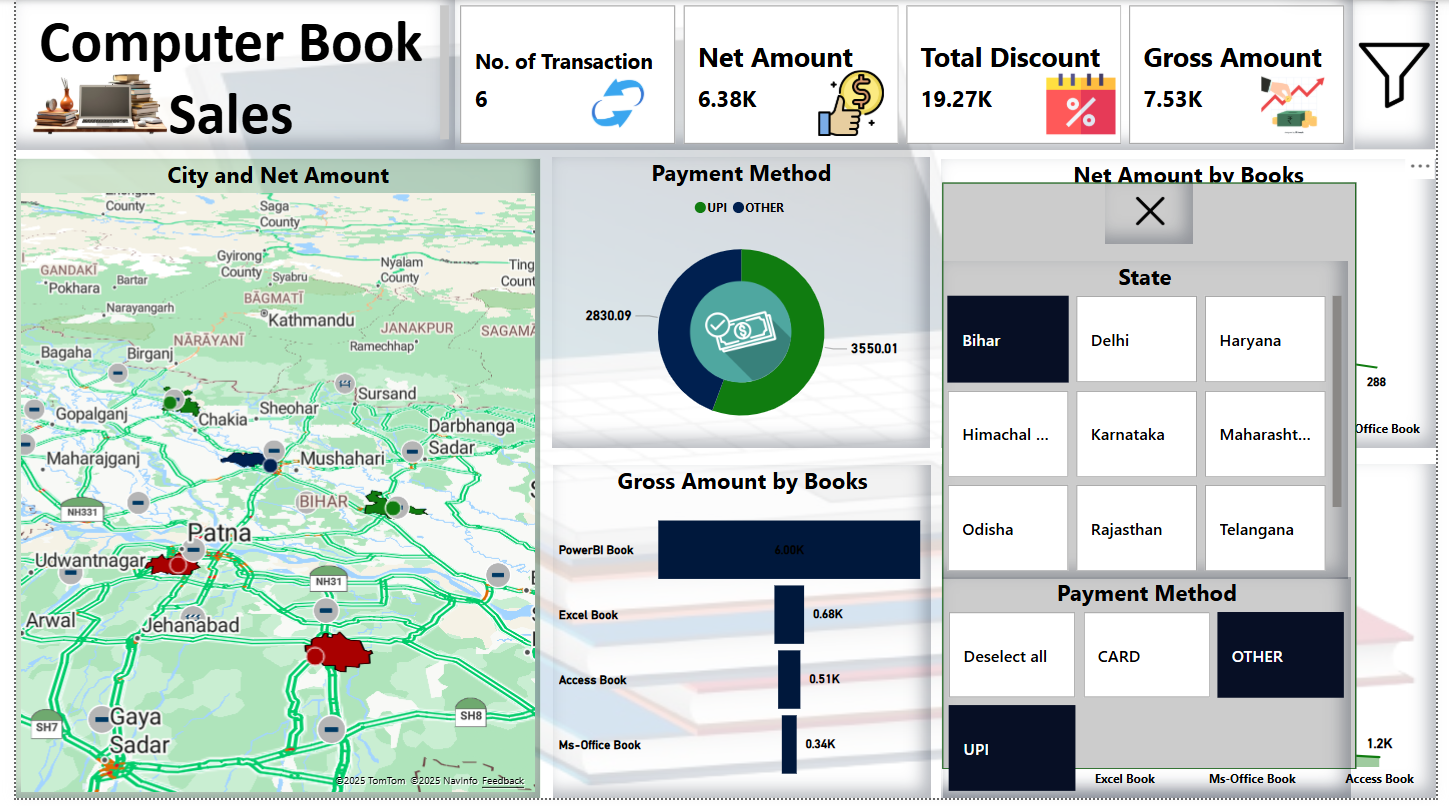 Computer Book
Sales
No. of Transaction
6
Net Amount
6.38K
Total Discount
19.27K
Gross Amount
7.53K
City and Net Amount
County
Saga
County
Gyirong
County
Nyalam
County
Ting
Count
GANDAKĪ
Pokhara
Bartar
Syabru
BĀGMATĪ
Narayangarh
Kathmandu
NĀRĀYANĪ
JANAKPUR
SAGAMĀ
Ramechhap
Bagaha
Birganj
Sursand
Gopalganj
Chakia
Sheohar
Darbhanga
Sadar
Maharajganj
Mushahari
BIHAR
NH331
Patna
Udwantnagar
NH31
Arwal
Jehanabad
Gaya
Sadar
SH7
SH8
©2025 TomTom ©2025 NavInfo Feedback
Payment Method
UPI OTHER
2830.09
3550.01
Gross Amount by Books
PowerBI Book
6.00K
Excel Book
0.68K
Access Book
0.51K
Ms-Office Book
0.34K
Net Amount by Books
State
Bihar
Delhi
Haryana
Himachal ...
Karnataka
Maharasht...
Odisha
Rajasthan
Telangana
288
Office Book
Payment Method
Deselect all
CARD
OTHER
UPI
1.2K
Excel Book
Ms-Office Book
Access Book